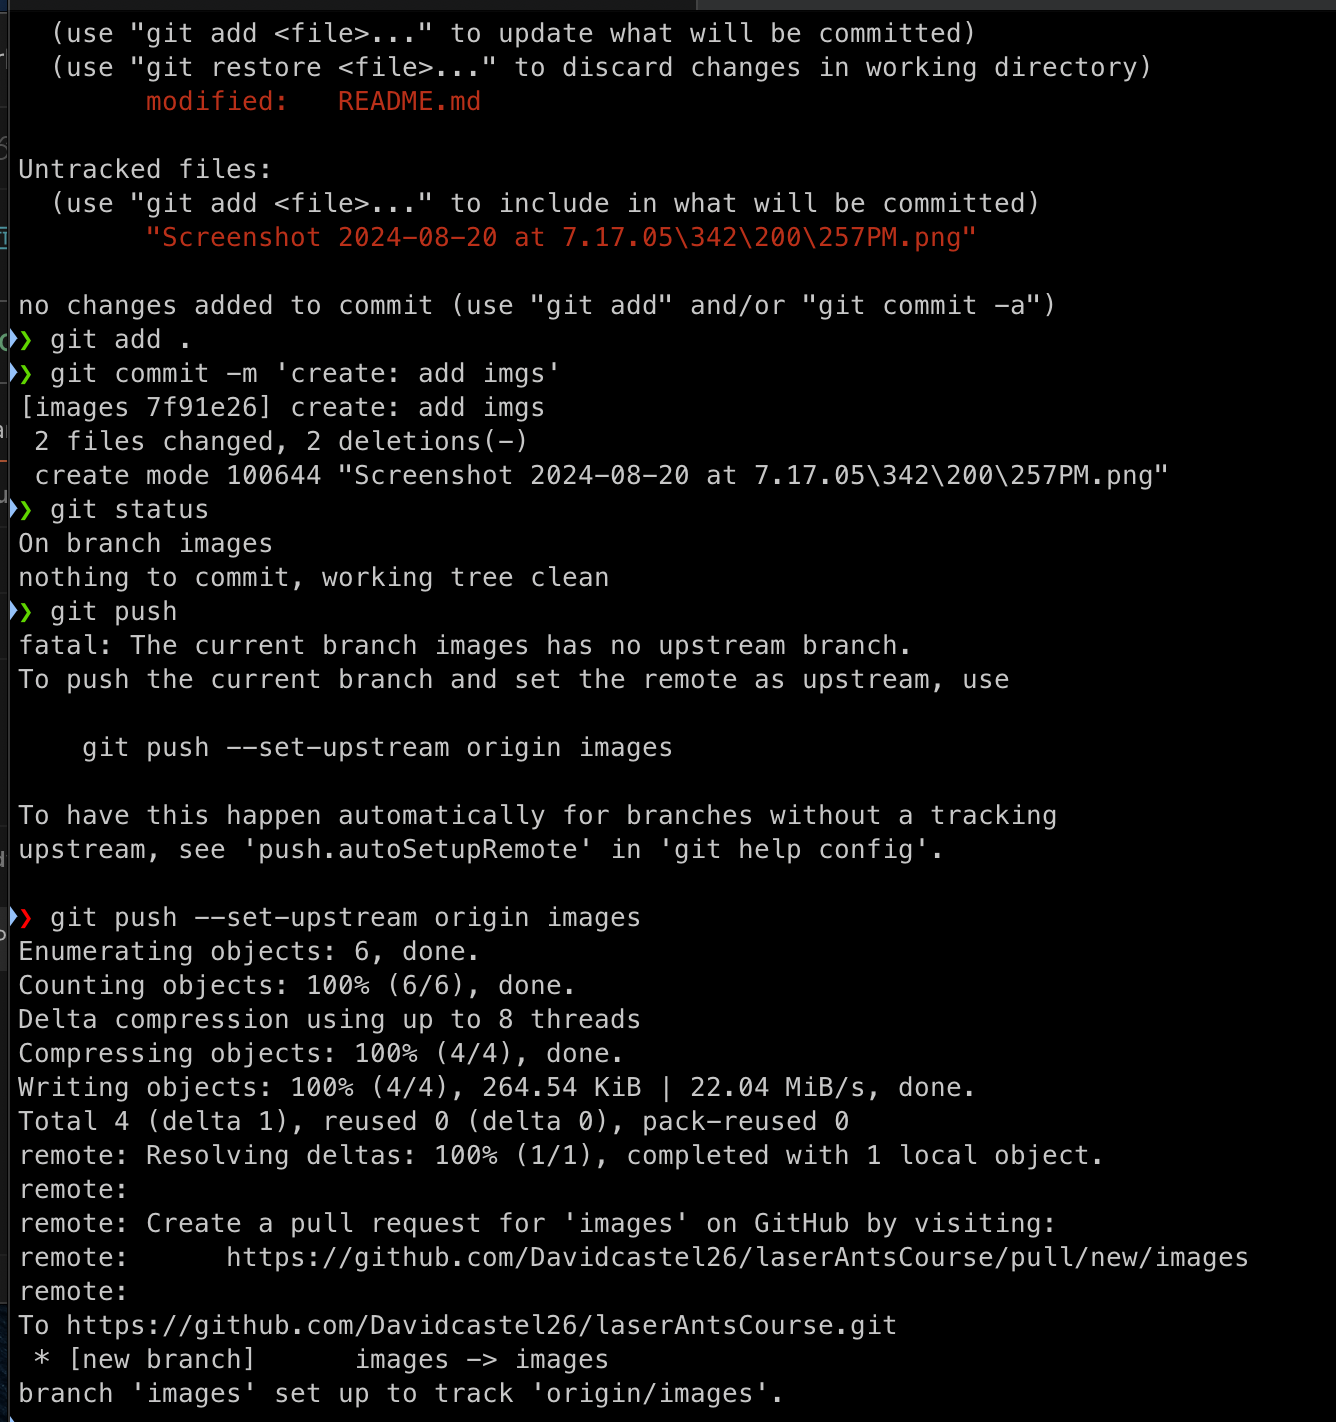 (use "git add <file>..." to update what will be committed)
(use "git restore <file>..." to discard changes in working directory)
modified:   README.md
Untracked files:
(use "git add <file>..." to include in what will be committed)
"Screenshot 2024-08-20 at 7.17.05\342\200\257PM.png"
no changes added to commit (use "git add" and/or "git commit -a")
❯ git add .
❯ git commit -m 'create: add imgs'
[images 7f91e26] create: add imgs
2 files changed, 2 deletions(-)
create mode 100644 "Screenshot 2024-08-20 at 7.17.05\342\200\257PM.png"
❯ git status
On branch images
nothing to commit, working tree clean
❯ git push
fatal: The current branch images has no upstream branch.
To push the current branch and set the remote as upstream, use
git push --set-upstream origin images
To have this happen automatically for branches without a tracking
upstream, see 'push.autoSetupRemote' in 'git help config'.
❯ git push --set-upstream origin images
Enumerating objects: 6, done.
Counting objects: 100% (6/6), done.
Delta compression using up to 8 threads
Compressing objects: 100% (4/4), done.
Writing objects: 100% (4/4), 264.54 KiB | 22.04 MiB/s, done.
Total 4 (delta 1), reused 0 (delta 0), pack-reused 0
remote: Resolving deltas: 100% (1/1), completed with 1 local object.
remote:
remote: Create a pull request for 'images' on GitHub by visiting:
remote:      https://github.com/Davidcastel26/laserAntsCourse/pull/new/images
remote:
To https://github.com/Davidcastel26/laserAntsCourse.git
* [new branch]      images -> images
branch 'images' set up to track 'origin/images'.